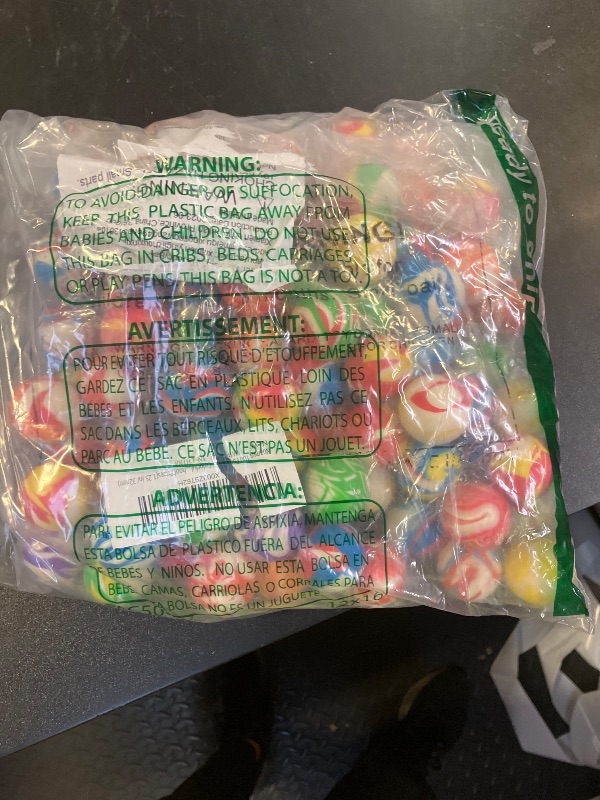 WARNING:
TO AVOID DANGER OF SUFFOCATION,
KEEP THIS PLASTIC BAG AWAY FROM
BABIES AND CHILDREN. DO NOT USE
THIS BAG IN CRIBS, BEDS, CARRIAGES
OR PLAY PENS. THIS BAG IS NOT A TOY
AVERTISSEMENT:
POUR EVITER TOUT RISQUE D'ETOUFFEMENT,
GARDEZ CE SAC EN PLASTIQUE LOIN DES
BEBES ET LES ENFANTS. N'UTILISEZ PAS CE
SAC DANS LES BERCEAUX, LITS, CHARIOTS OU
PARC AU BEBE. CE SAC N'EST PAS UN JOUET.
ADVERTENCIA:
PARA EVITAR EL PELIGRO DE ASFIXIA, MANTENGA
ESTA BOLSA DE PLASTICO FUERA DEL ALCANCE
BEBES Y NIÑOS. NO USAR ESTA BOLSA EN
BEBE, CAMAS, CARRIOLAS O CORRALES PARA
BOLSA NO ES UN JUGUETE.
12x16
Ready to ship
Small parts.